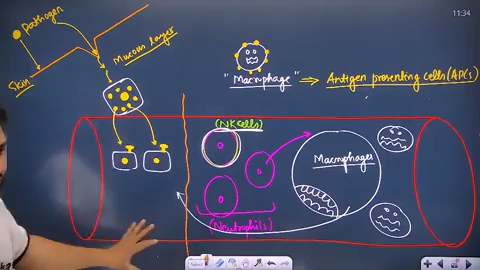 11:34
Pathogen
Mucous layer
Skin
"Macrophage" ⇒ Antigen presenting cells (APCs)
(NK cells)
Macrophages
(Neutrophils)